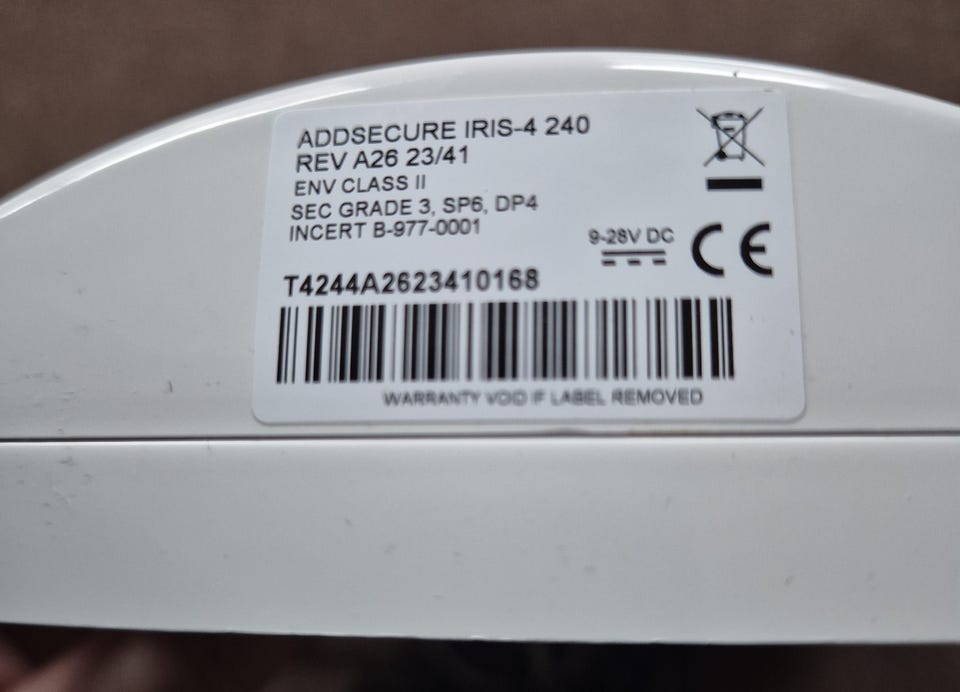 ADDSECURE IRIS-4 240
REV A26 23/41
ENV CLASS II
SEC GRADE 3, SP6, DP4
INCERT B-977-0001
9-28V DC
CE
T4244A2623410168
WARRANTY VOID IF LABEL REMOVED